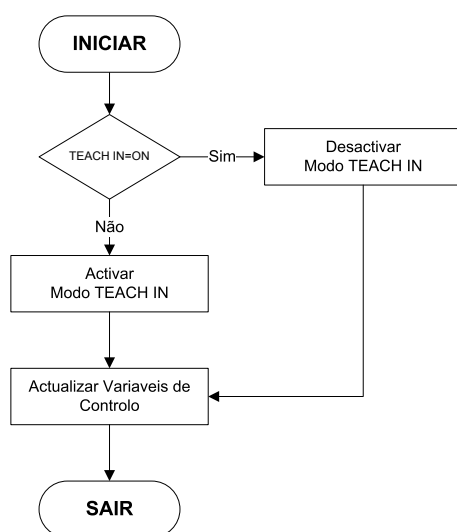 INICIAR
TEACH IN=ON
Sim
Desactivar
Modo TEACH IN
Não
Activar
Modo TEACH IN
Actualizar Variaveis de
Controlo
SAIR